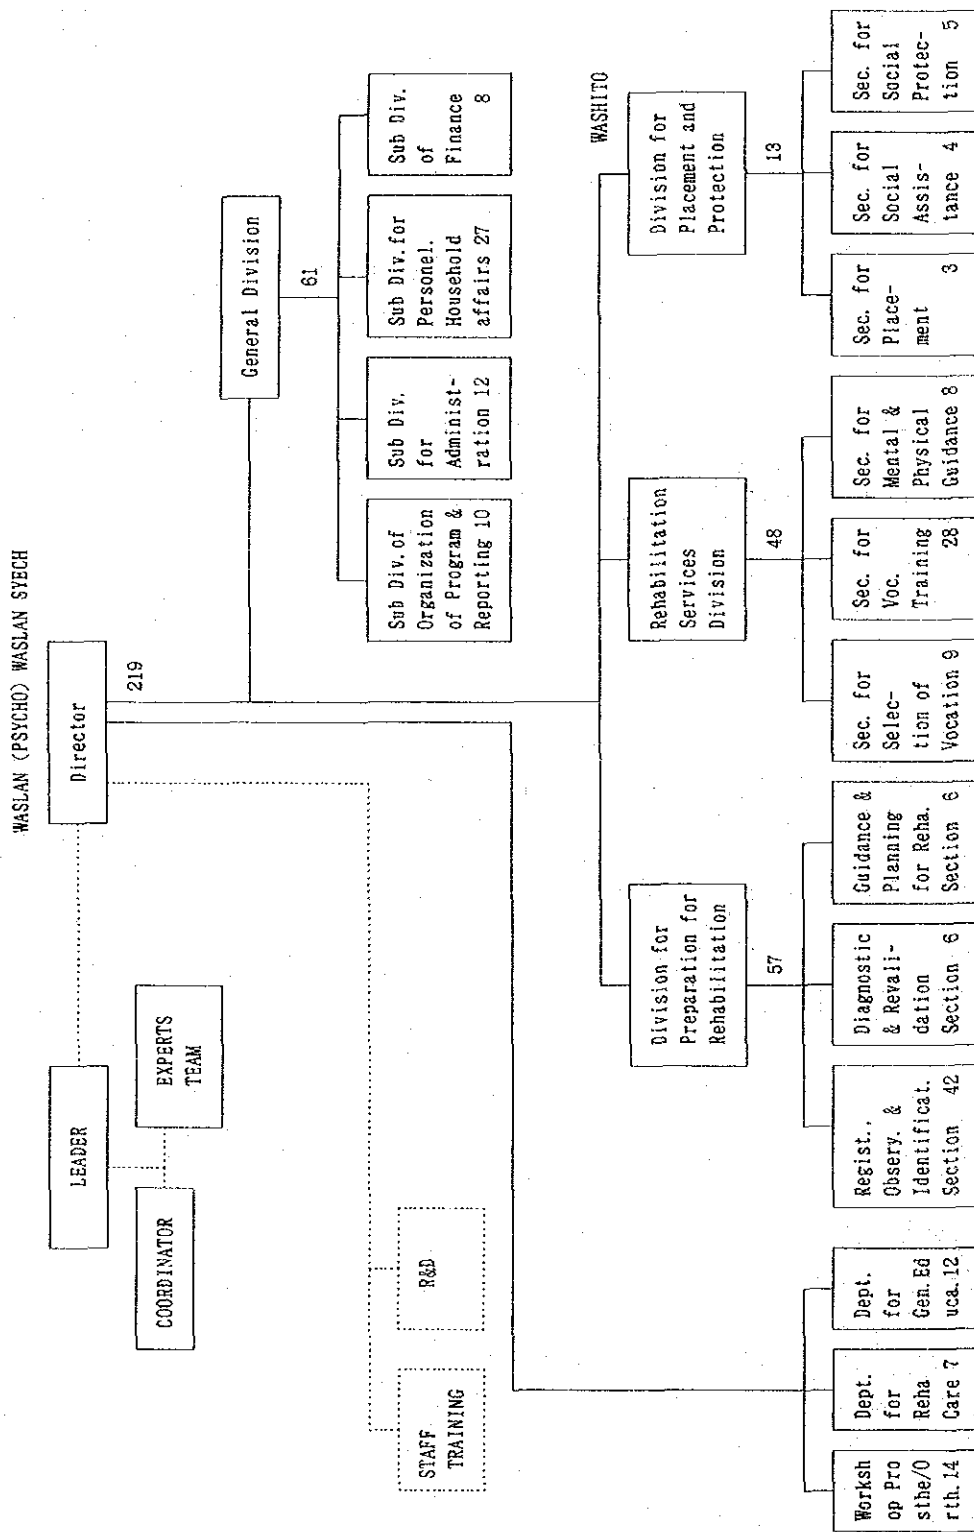 WASLAN (PSYCHO) WASLAN SYECH
Director
219
LEADER
COORDINATOR
EXPERTS
TEAM
STAFF
TRAINING
R&D
General Division
61
Sub Div. of
Organization
of Program &
Reporting 10
Sub Div.
for
Administ-
ration 12
Sub Div. for
Personel.
Household
affairs 27
Sub Div.
of
Finance
8
Division for
Preparation for
Rehabilitation
57
Rehabilitation
Services
Division
48
WASHITO
Division for
Placement and
Protection
13
Worksh
op Pro
sthe/O
rth. 14
Dept.
for
Reha
Care 7
Dept.
for
Gen. Ed
uca. 12
Regist.,
Obsery. &
Identificat.
Section 42
Diagnostic
& Revali-
dation
Section 6
Guidance &
Planning
for Reha.
Section 6
Sec. for
Selec-
tion of
Vocation 9
Sec. for
Voc.
Training
28
Sec. for
Mental &
Physical
Guidance 8
Sec. for
Place-
ment
3
Sec. for
Social
Assis-
tance 4
Sec. for
Social
Protec-
tion 5